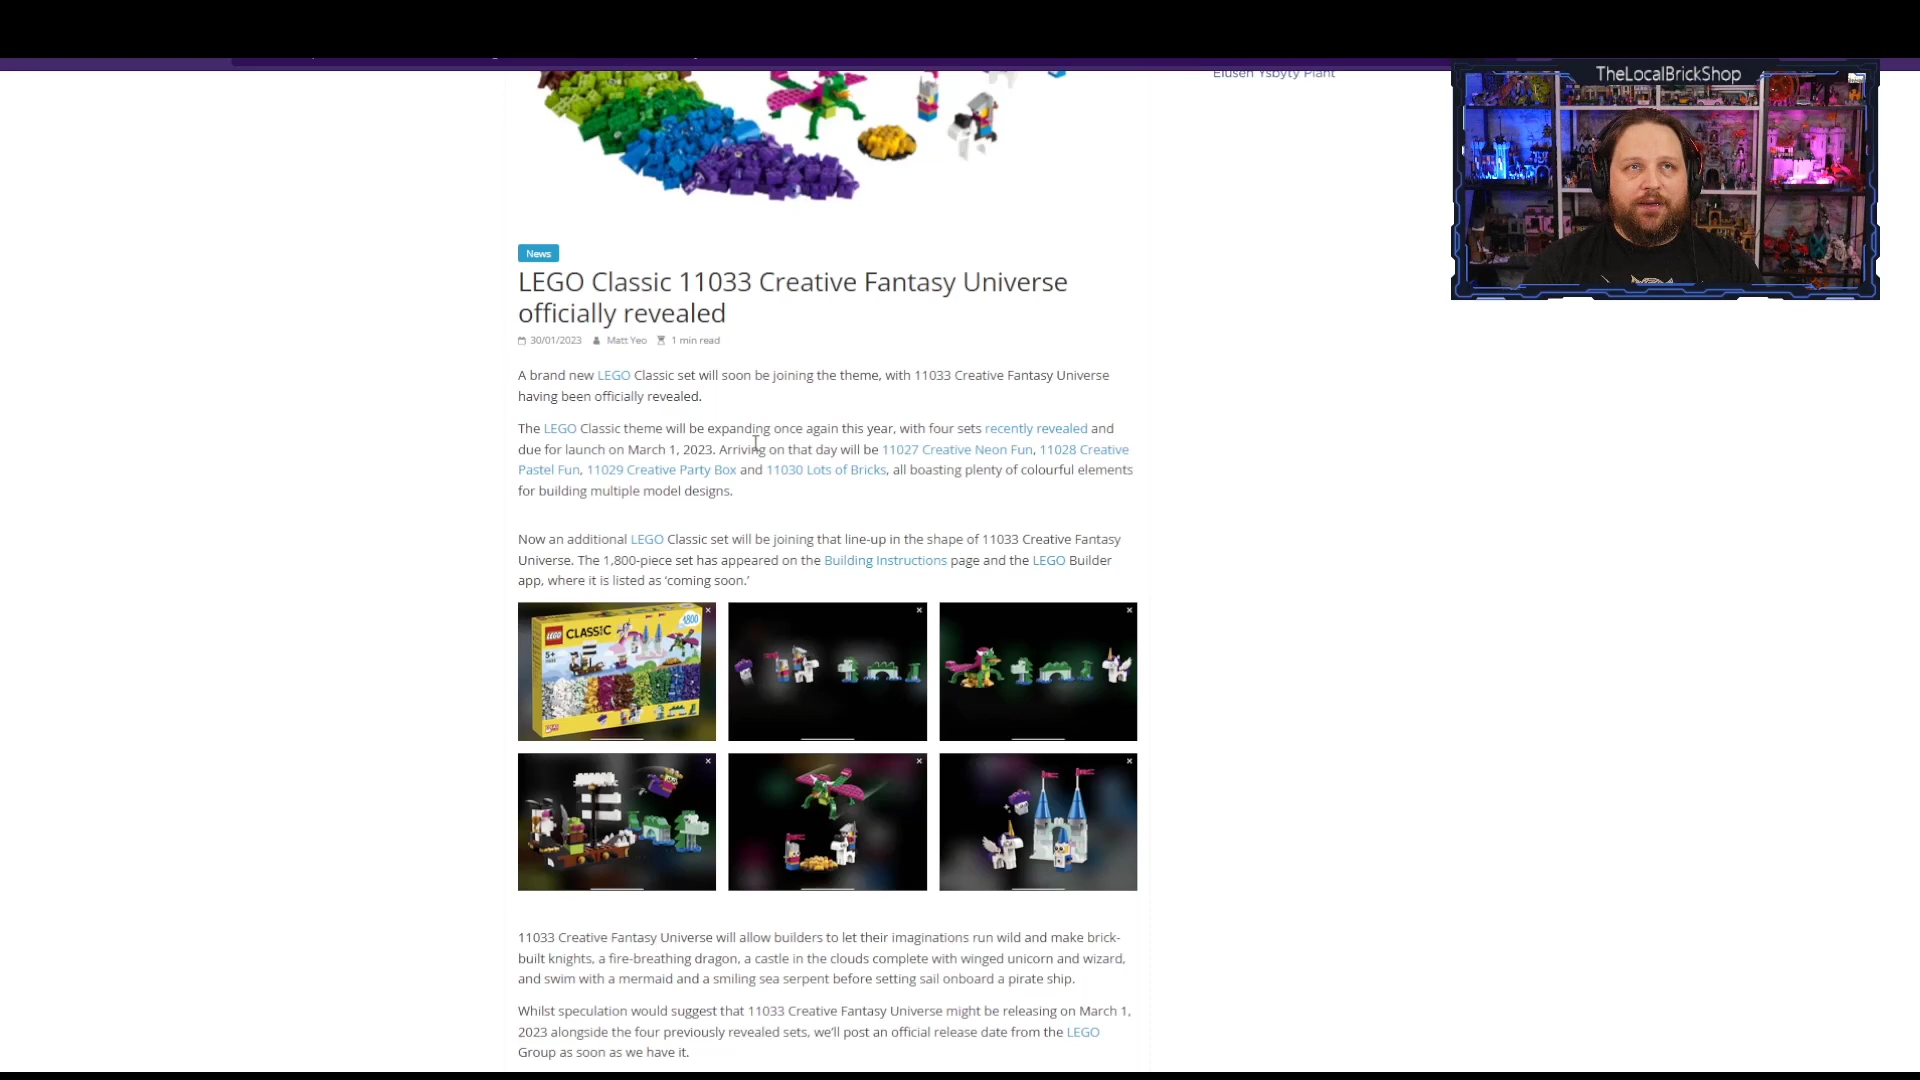 Elusen Ysbyty Plant
TheLocalBrickShop
News
LEGO Classic 11033 Creative Fantasy Universe
officially revealed
30/01/2023 Matt Yeo 1 min read
A brand new LEGO Classic set will soon be joining the theme, with 11033 Creative Fantasy Universe
having been officially revealed.
The LEGO Classic theme will be expanding once again this year, with four sets recently revealed and
due for launch on March 1, 2023. Arriving on that day will be 11027 Creative Neon Fun, 11028 Creative
Pastel Fun, 11029 Creative Party Box and 11030 Lots of Bricks, all boasting plenty of colourful elements
for building multiple model designs.
Now an additional LEGO Classic set will be joining that line-up in the shape of 11033 Creative Fantasy
Universe. The 1,800-piece set has appeared on the Building Instructions page and the LEGO Builder
app, where it is listed as ‘coming soon.’
LEGO CLASSIC 1800
5+
11033 Creative Fantasy Universe will allow builders to let their imaginations run wild and make brick-
built knights, a fire-breathing dragon, a castle in the clouds complete with winged unicorn and wizard,
and swim with a mermaid and a smiling sea serpent before setting sail onboard a pirate ship.
Whilst speculation would suggest that 11033 Creative Fantasy Universe might be releasing on March 1,
2023 alongside the four previously revealed sets, we’ll post an official release date from the LEGO
Group as soon as we have it.